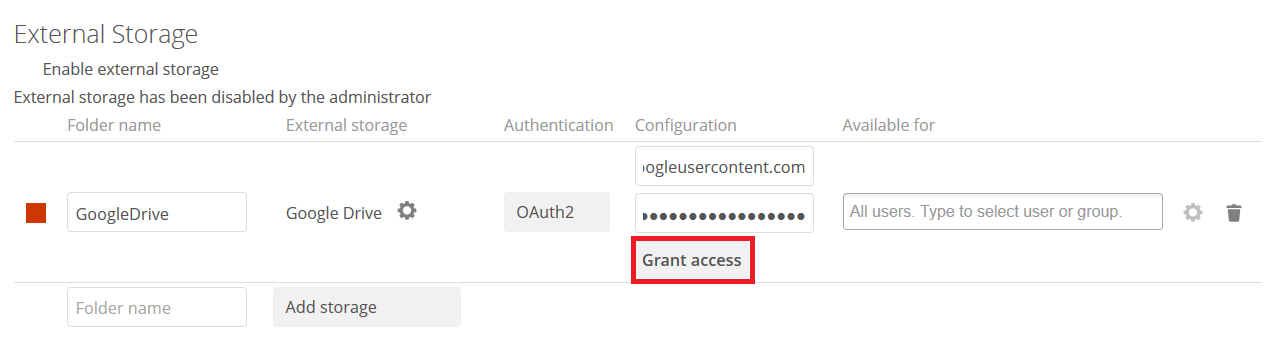 External Storage
Enable external storage
External storage has been disabled by the administrator
Folder name External storage Authentication Configuration Available for
ogleusercontent.com
GoogleDrive Google Drive OAuth2 ●●●●●●●●●●●●●●●●● All users. Type to select user or group.
Grant access
Folder name Add storage